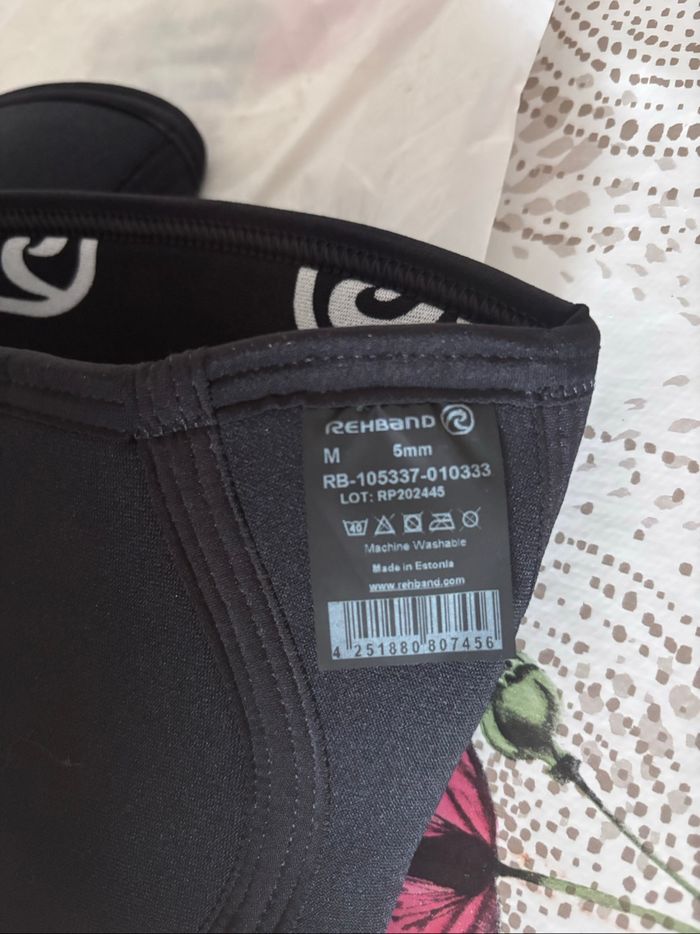 REHBAND
M 5mm
RB-105337-010333
LOT: RP202445
40
Machine Washable
Made in Estonia
www.rehband.com
4 251880 807456